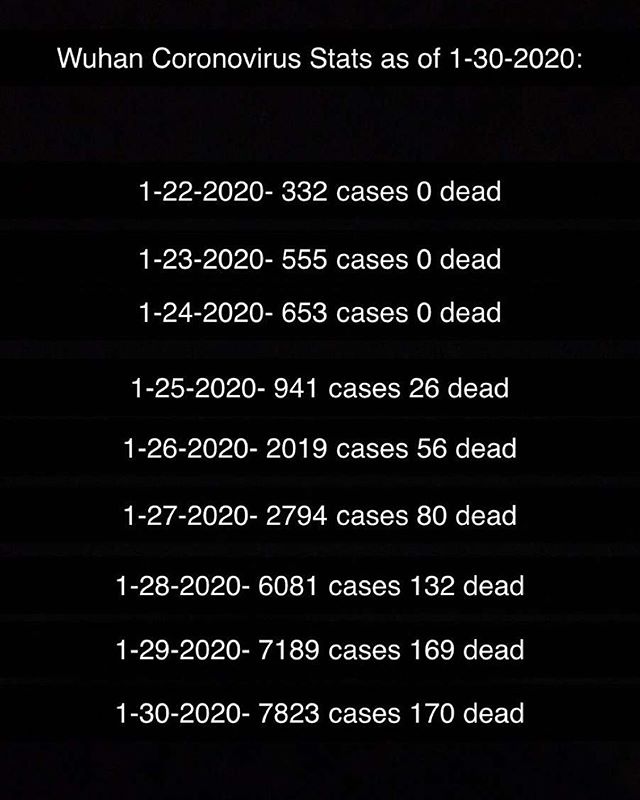 Wuhan Coronovirus Stats as of 1-30-2020:
1-22-2020- 332 cases 0 dead
1-23-2020- 555 cases 0 dead
1-24-2020- 653 cases 0 dead
1-25-2020- 941 cases 26 dead
1-26-2020- 2019 cases 56 dead
1-27-2020- 2794 cases 80 dead
1-28-2020- 6081 cases 132 dead
1-29-2020- 7189 cases 169 dead
1-30-2020- 7823 cases 170 dead